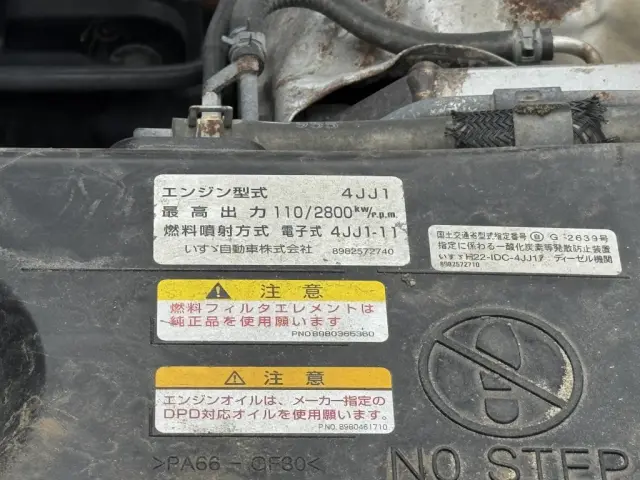 エンジン型式 4JJ1
最高出力 110/2800kw/r.p.m.
燃料噴射方式 電子式 4JJ1-11
いすゞ自動車株式会社 8982572740
国土交通省型式指定番号 Ⓑ G-2639号
指定に係わる一酸化炭素等発散防止装置
いすゞH22-IDC-4JJ17 ディーゼル機関
8982572710
注意
燃料フィルタエレメントは
純正品を使用願います
PNO8980365360
注意
エンジンオイルは、メーカー指定の
DPD対応オイルを使用願います。
P.NO. 8980461710
>PA66-GF30<
NO STEP